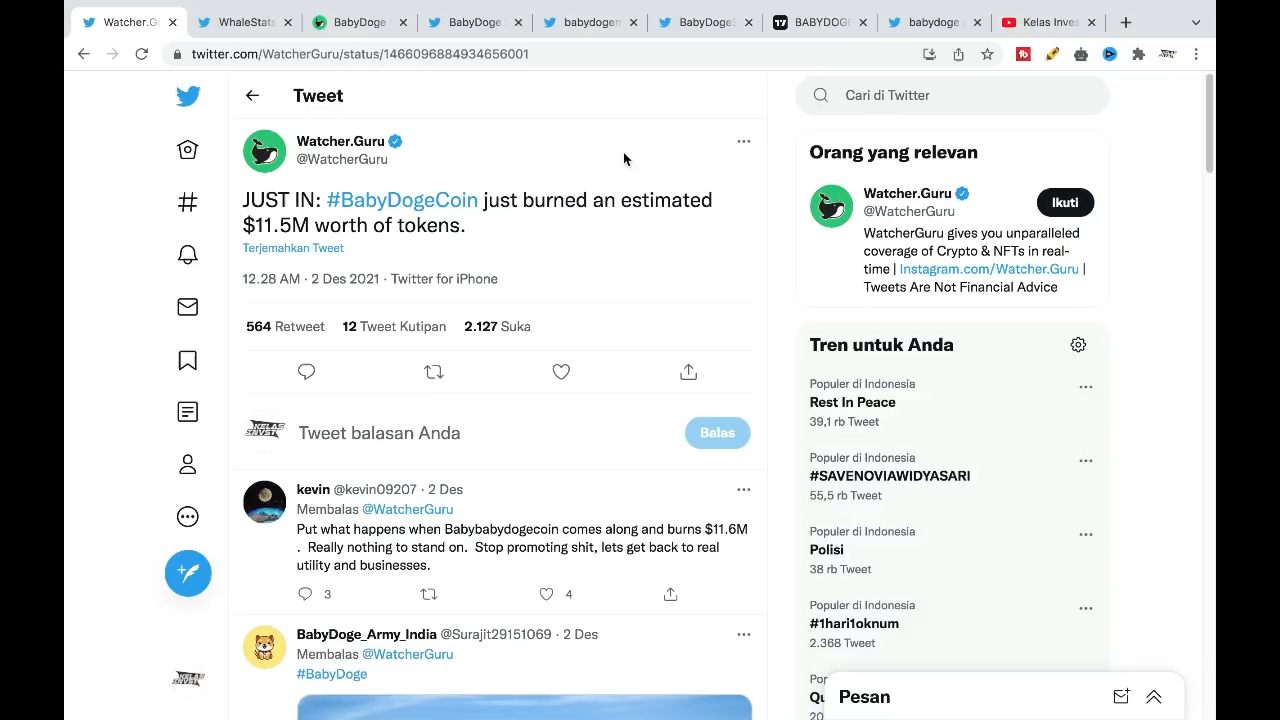 Watcher.Gu
WhaleStats
BabyDoge
BabyDoge
babydogem
BabyDogeS
BABYDOGE
babydoge
Kelas Inves
twitter.com/WatcherGuru/status/1466096884934656001
Tweet
Cari di Twitter
Watcher.Guru
@WatcherGuru
JUST IN: #BabyDogeCoin just burned an estimated
$11.5M worth of tokens.
Terjemahkan Tweet
12.28 AM · 2 Des 2021 · Twitter for iPhone
564 Retweet 12 Tweet Kutipan 2.127 Suka
KELAS INVST
Tweet balasan Anda
Balas
kevin @kevin09207 · 2 Des
Membalas @WatcherGuru
Put what happens when Babybabydogecoin comes along and burns $11.6M
. Really nothing to stand on. Stop promoting shit, lets get back to real
utility and businesses.
3 4
BabyDoge_Army_India @Surajit29151069 · 2 Des
Membalas @WatcherGuru
#BabyDoge
Orang yang relevan
Watcher.Guru
@WatcherGuru
Ikuti
WatcherGuru gives you unparalleled
coverage of Crypto & NFTs in real-
time | Instagram.com/Watcher.Guru |
Tweets Are Not Financial Advice
Tren untuk Anda
Populer di Indonesia
Rest In Peace
39,1 rb Tweet
Populer di Indonesia
#SAVENOVIAWIDYASARI
55,5 rb Tweet
Populer di Indonesia
Polisi
38 rb Tweet
Populer di Indonesia
#1hari1oknum
2.368 Tweet
Pop
Qu
20
Pesan